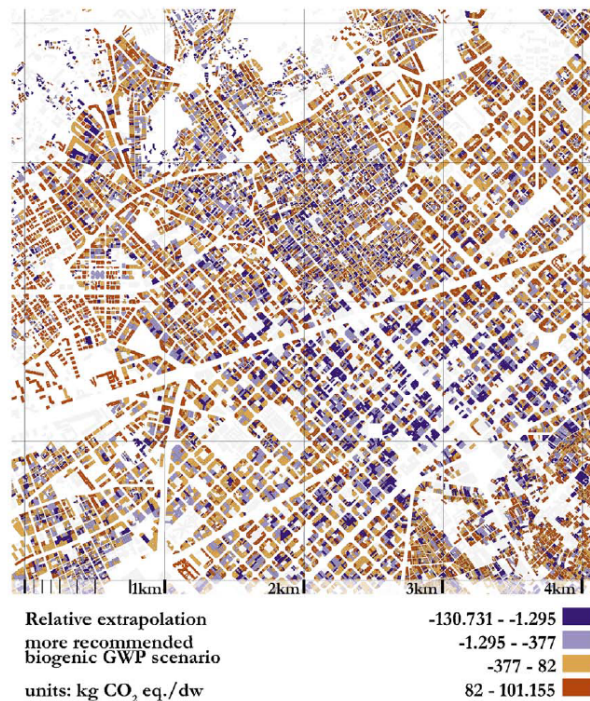 1km 2km 3km 4km
Relative extrapolation -130.731 - -1.295
more recommended -1.295 - -377
biogenic GWP scenario -377 - 82
units: kg CO₂ eq./dw 82 - 101.155